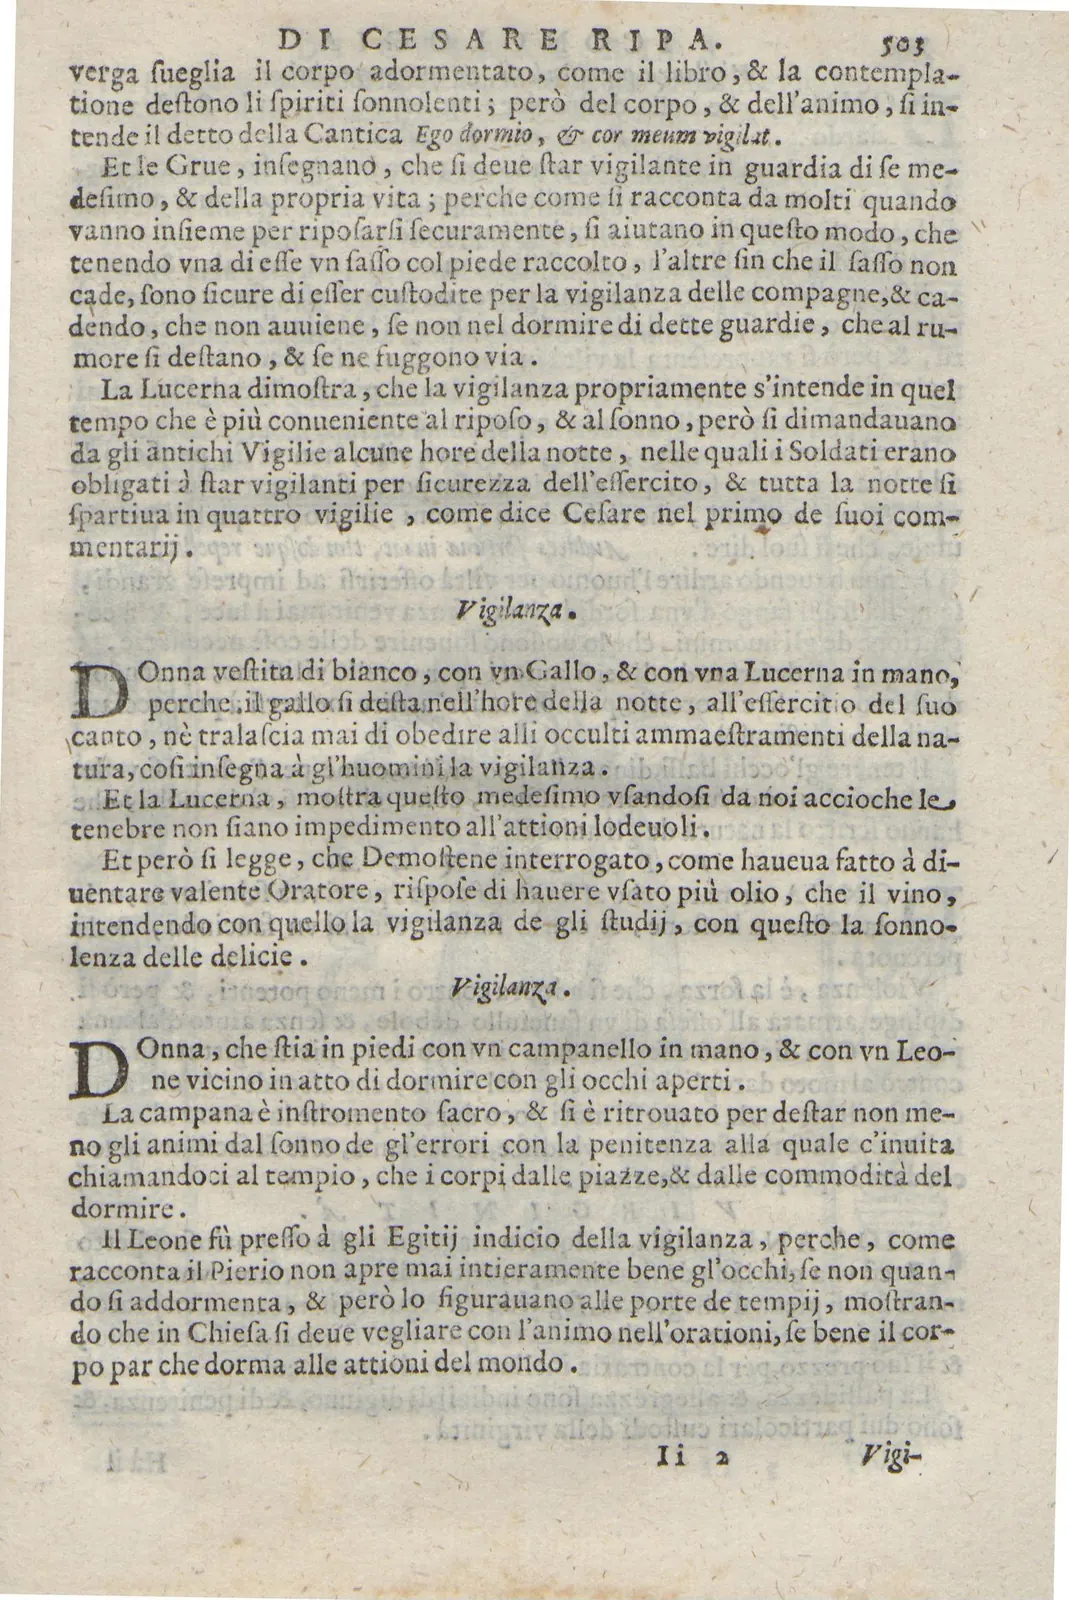 DI CESARE RIPA. 503
verga ſueglia il corpo adormentato, come il libro, & la contempla-
tione deſtono li ſpiriti ſonnolenti; però del corpo, & dell'animo, ſi in-
tende il detto della Cantica Ego dormio, & cor meum vigilat.
Et le Grue, inſegnano, che ſi deue ſtar vigilante in guardia di ſe me-
deſimo, & della propria vita; perche come ſi racconta da molti quando
vanno inſieme per ripoſarſi ſecuramente, ſi aiutano in queſto modo, che
tenendo vna di eſſe vn ſaſſo col piede raccolto, l'altre ſin che il ſaſſo non
cade, ſono ſicure di eſſer cuſtodite per la vigilanza delle compagne, & ca-
dendo, che non auuiene, ſe non nel dormire di dette guardie, che al ru-
more ſi deſtano, & ſe ne fuggono via.
La Lucerna dimoſtra, che la vigilanza propriamente s'intende in quel
tempo che è più conueniente al ripoſo, & al ſonno, però ſi dimandauano
da gli antichi Vigilie alcune hore della notte, nelle quali i Soldati erano
obligati à ſtar vigilanti per ſicurezza dell'eſſercito, & tutta la notte ſi
ſpartiua in quattro vigilie, come dice Ceſare nel primo de ſuoi com-
mentarij.
Vigilanza.
DOnna veſtita di bianco, con vn Gallo, & con vna Lucerna in mano,
perche il gallo ſi deſta nell'hore della notte, all'eſſercitio del ſuo
canto, nè tralaſcia mai di obedire alli occulti ammaeſtramenti della na-
tura, coſi inſegna à gl'huomini la vigilanza.
Et la Lucerna, moſtra queſto medeſimo vſandoſi da noi accioche le
tenebre non ſiano impedimento all'attioni lodeuoli.
Et però ſi legge, che Demoſtene interrogato, come haueua fatto à di-
uentare valente Oratore, riſpoſe di hauere vſato più olio, che il vino,
intendendo con quello la vigilanza de gli ſtudij, con queſto la ſonno-
lenza delle delicie.
Vigilanza.
DOnna, che ſtia in piedi con vn campanello in mano, & con vn Leo-
ne vicino in atto di dormire con gli occhi aperti.
La campana è inſtromento ſacro, & ſi è ritrouato per deſtar non me-
no gli animi dal ſonno de gl'errori con la penitenza alla quale c'inuita
chiamandoci al tempio, che i corpi dalle piazze, & dalle commodità del
dormire.
Il Leone fù preſſo à gli Egitij indicio della vigilanza, perche, come
racconta il Pierio non apre mai intieramente bene gl'occhi, ſe non quan-
do ſi addormenta, & però lo figurauano alle porte de tempij, moſtran-
do che in Chieſa ſi deue vegliare con l'animo nell'orationi, ſe bene il cor-
po par che dorma alle attioni del mondo.
Ii 2 Vigi-